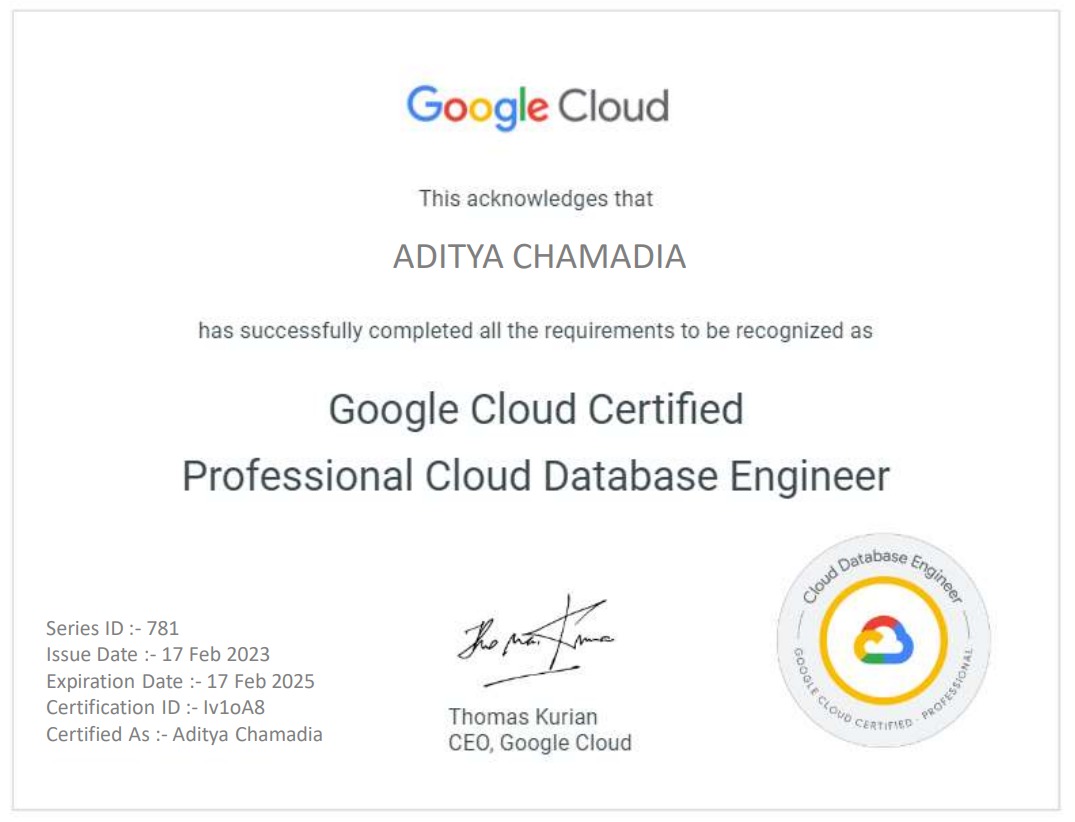 Google Cloud
This acknowledges that
ADITYA CHAMADIA
has successfully completed all the requirements to be recognized as
Google Cloud Certified
Professional Cloud Database Engineer
Series ID :- 781
Issue Date :- 17 Feb 2023
Expiration Date :- 17 Feb 2025
Certification ID :- Iv1oA8
Certified As :- Aditya Chamadia
Thomas Kurian
CEO, Google Cloud
Cloud Database Engineer
GOOGLE CLOUD CERTIFIED · PROFESSIONAL